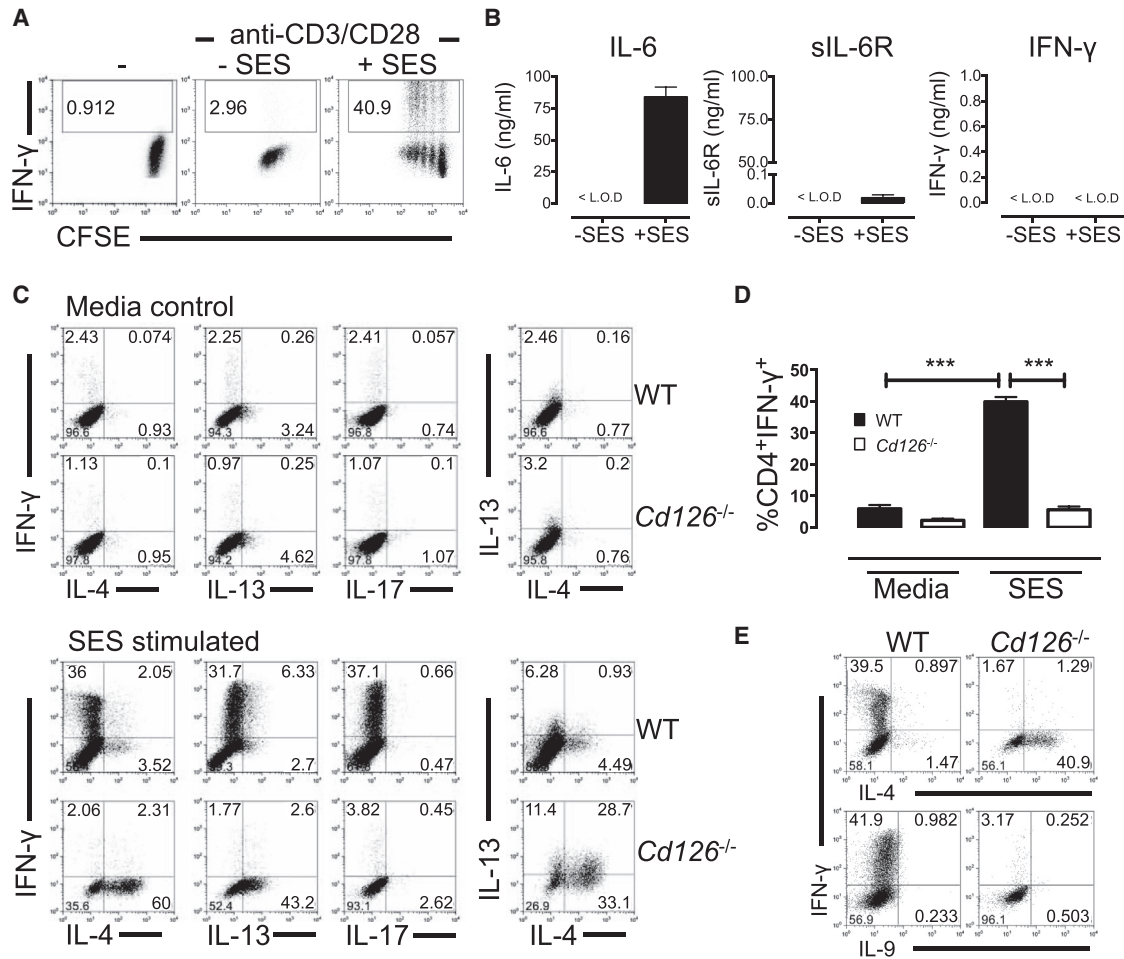 A
anti-CD3/CD28
-
- SES
+ SES
0.912
2.96
40.9
IFN-γ
CFSE
B
IL-6
sIL-6R
IFN-γ
IL-6 (ng/ml)
100
75
50
25
0
< L.O.D
-SES +SES
sIL-6R (ng/ml)
100.0
75.0
50.0
0.1
0.0
< L.O.D
-SES +SES
IFN-γ (ng/ml)
1.0
0.8
0.6
0.4
0.2
0.0
< L.O.D < L.O.D
-SES +SES
C
Media control
2.43 0.074
96.6 0.93
2.25 0.26
94.3 3.24
2.41 0.057
96.8 0.74
2.46 0.16
96.6 0.77
WT
1.13 0.1
97.8 0.95
0.97 0.25
94.2 4.62
1.07 0.1
97.8 1.07
3.2 0.2
95.8 0.76
Cd126-/-
IFN-γ
IL-13
IL-4
IL-13
IL-17
IL-4
SES stimulated
36 2.05
3.52
31.7 6.33
2.7
37.1 0.66
0.47
6.28 0.93
4.49
WT
2.06 2.31
35.6 60
1.77 2.6
52.4 43.2
3.82 0.45
93.1 2.62
11.4 28.7
26.9 33.1
Cd126-/-
IFN-γ
IL-13
IL-4
IL-13
IL-17
IL-4
D
%CD4+IFN-γ+
50
40
30
20
10
0
*** ***
WT
Cd126-/-
Media
SES
E
WT
Cd126-/-
39.5 0.897
58.1 1.47
1.67 1.29
56.1 40.9
IL-4
41.9 0.982
56.9 0.233
3.17 0.252
96.1 0.503
IFN-γ
IL-9